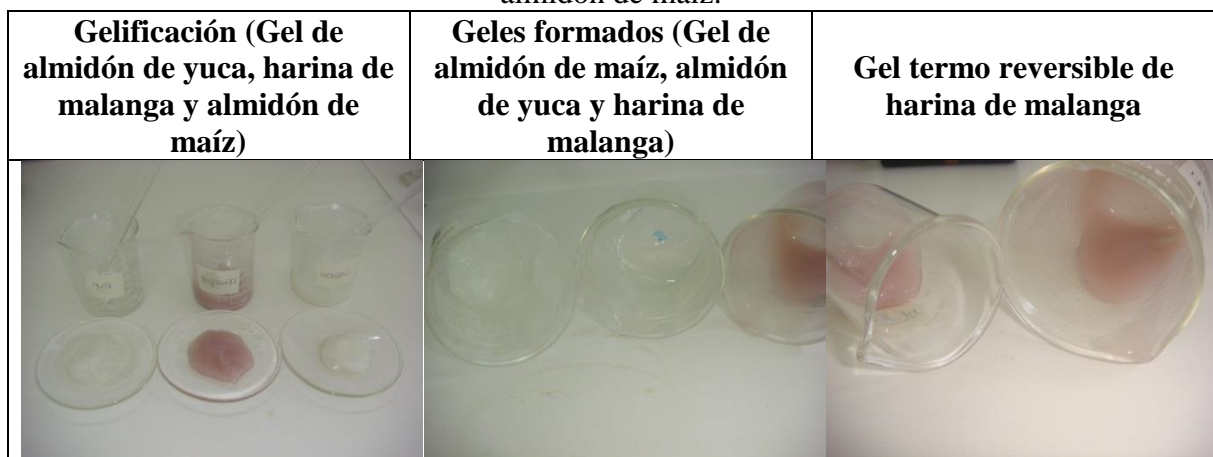 almidón de maíz.
Gelificación (Gel de
almidón de yuca, harina de
malanga y almidón de
maíz)
Geles formados (Gel de
almidón de maíz, almidón
de yuca y harina de
malanga)
Gel termo reversible de
harina de malanga